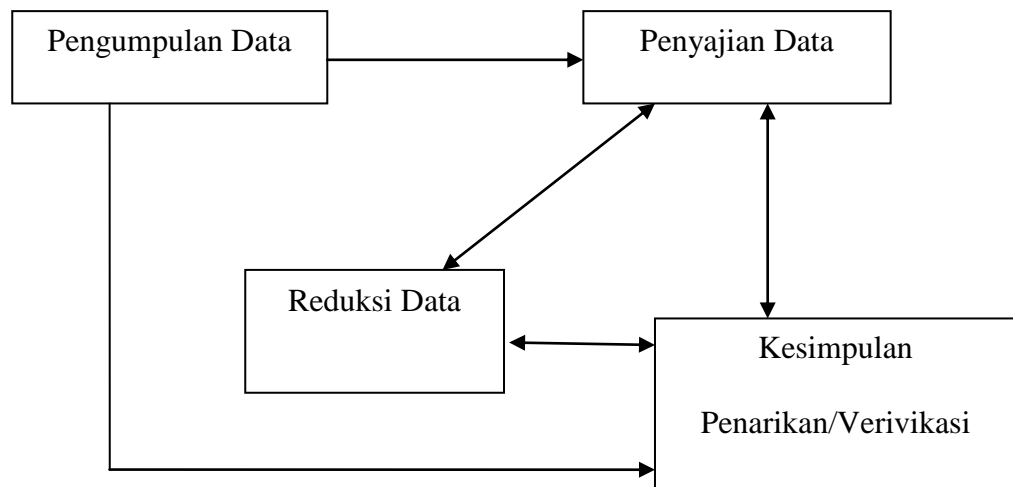 Pengumpulan Data
Penyajian Data
Reduksi Data
Kesimpulan
Penarikan/Verivikasi